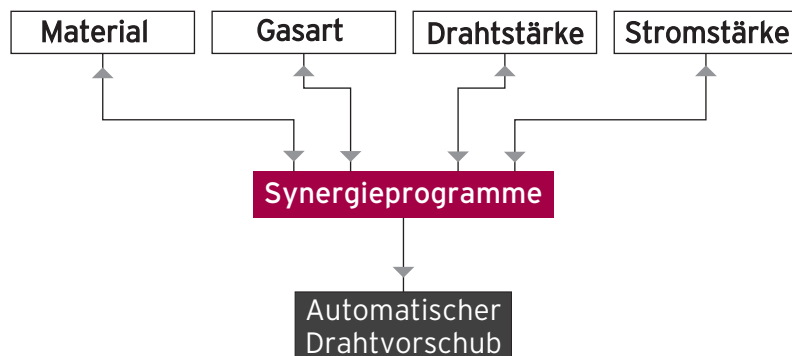 Material
Gasart
Drahtstärke
Stromstärke
Synergieprogramme
Automatischer
Drahtvorschub